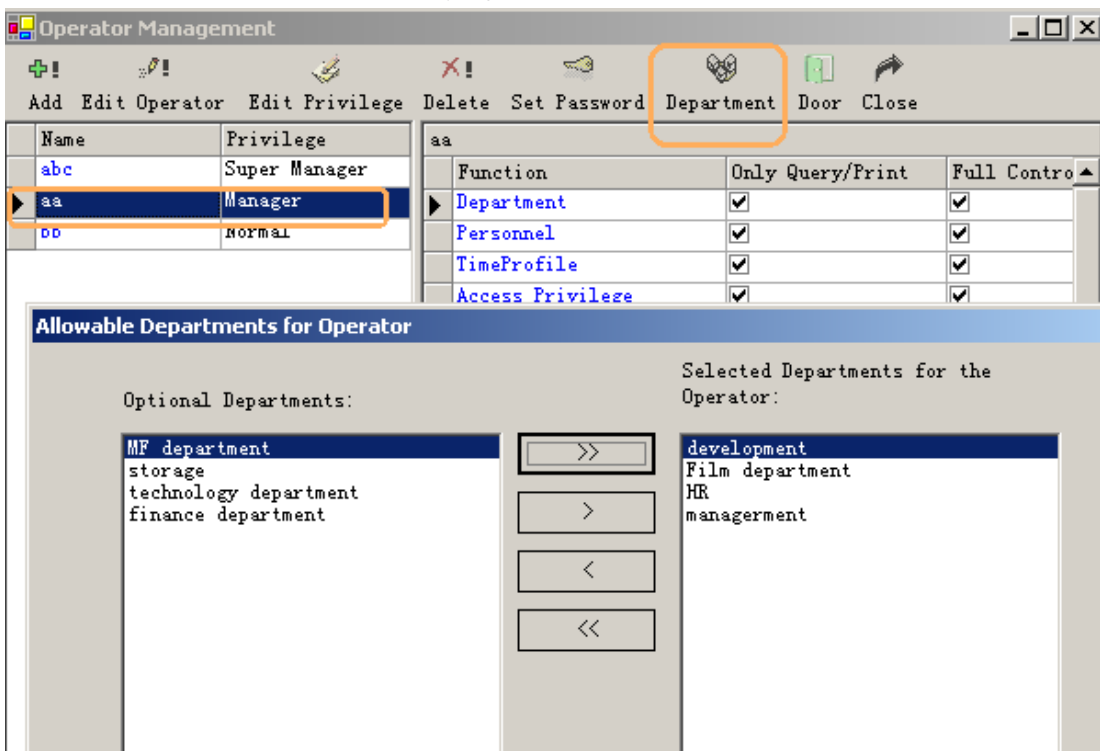 Operator Management
Add Edit Operator Edit Privilege Delete Set Password Department Door Close
Name Privilege
abc Super Manager
aa Manager
bb Normal
aa
Function Only Query/Print Full Contro
Department
Personnel
TimeProfile
Access Privilege
Allowable Departments for Operator
Optional Departments:
MF department
storage
technology department
finance department
>>
>
<
<<
Selected Departments for the
Operator:
development
Film department
HR
managerment